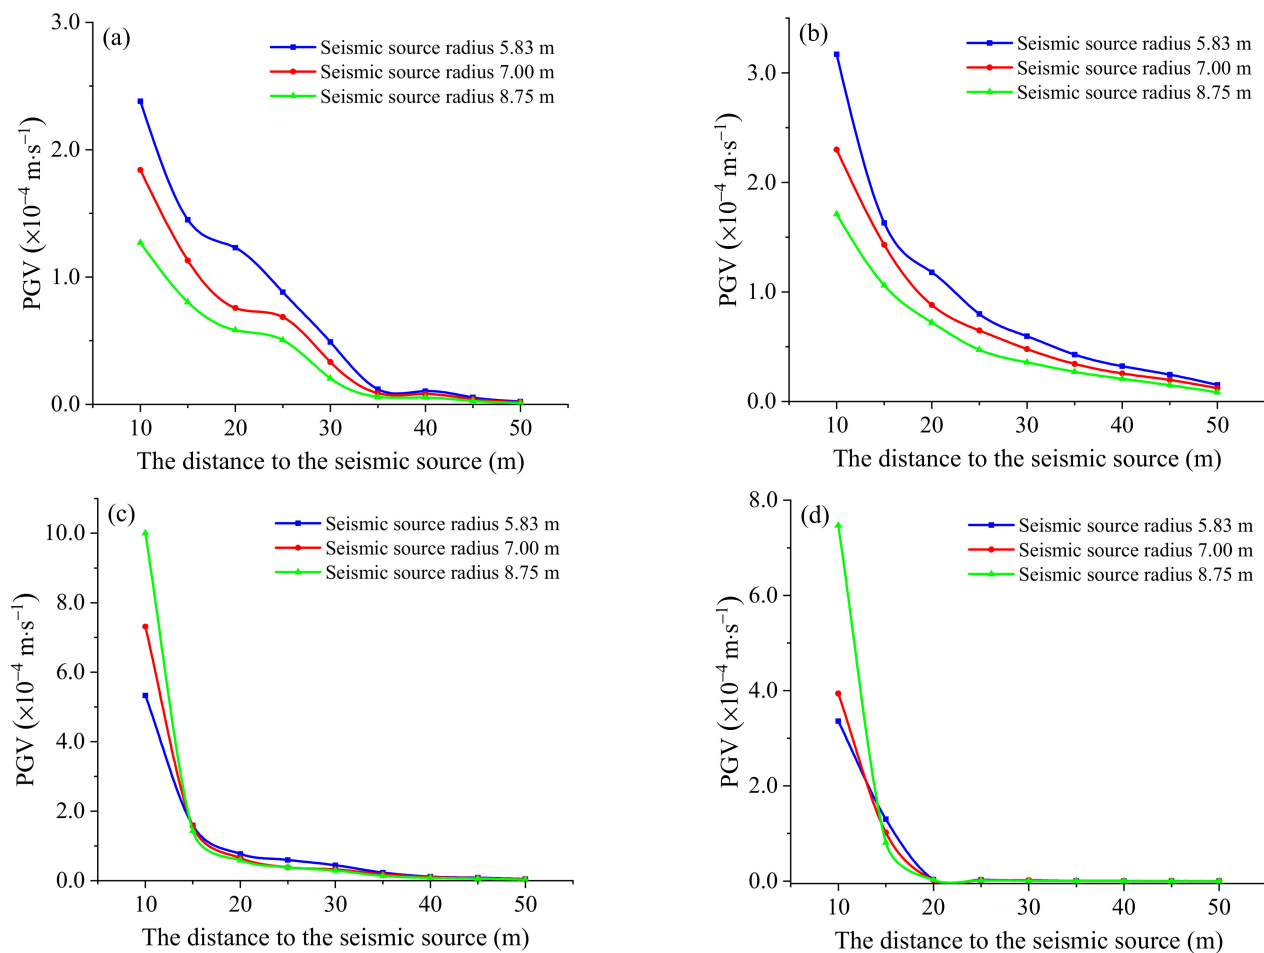 (a)
Seismic source radius 5.83 m
Seismic source radius 7.00 m
Seismic source radius 8.75 m
3.0
2.0
1.0
0.0
PGV (×10⁻⁴ m·s⁻¹)
10 20 30 40 50
The distance to the seismic source (m)
(b)
Seismic source radius 5.83 m
Seismic source radius 7.00 m
Seismic source radius 8.75 m
3.0
2.0
1.0
0.0
PGV (×10⁻⁴ m·s⁻¹)
10 20 30 40 50
The distance to the seismic source (m)
(c)
Seismic source radius 5.83 m
Seismic source radius 7.00 m
Seismic source radius 8.75 m
10.0
8.0
6.0
4.0
2.0
0.0
PGV (×10⁻⁴ m·s⁻¹)
10 20 30 40 50
The distance to the seismic source (m)
(d)
Seismic source radius 5.83 m
Seismic source radius 7.00 m
Seismic source radius 8.75 m
8.0
6.0
4.0
2.0
0.0
PGV (×10⁻⁴ m·s⁻¹)
10 20 30 40 50
The distance to the seismic source (m)